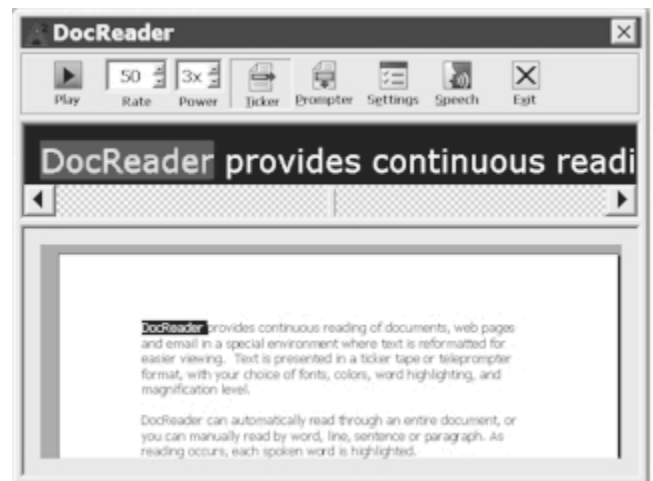 DocReader
50 3x
Play Rate Power Ticker Prompter Settings Speech Exit
DocReader provides continuous readi
DocReader provides continuous reading of documents, web pages
and email in a special environment where text is reformatted for
easier viewing. Text is presented in a ticker tape or teleprompter
format, with your choice of fonts, colors, word highlighting, and
magnification level.
DocReader can automatically read through an entire document, or
you can manually read by word, line, sentence or paragraph. As
reading occurs, each spoken word is highlighted.